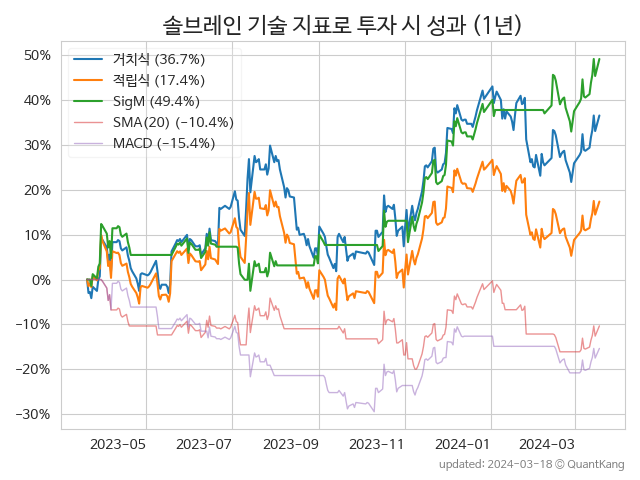 솔브레인 기술 지표로 투자 시 성과 (1년)
거치식 (36.7%)
적립식 (17.4%)
SigM (49.4%)
SMA(20) (−10.4%)
MACD (−15.4%)
50%
40%
30%
20%
10%
0%
−10%
−20%
−30%
2023-05
2023-07
2023-09
2023-11
2024-01
2024-03
updated: 2024-03-18 ⓒ QuantKang